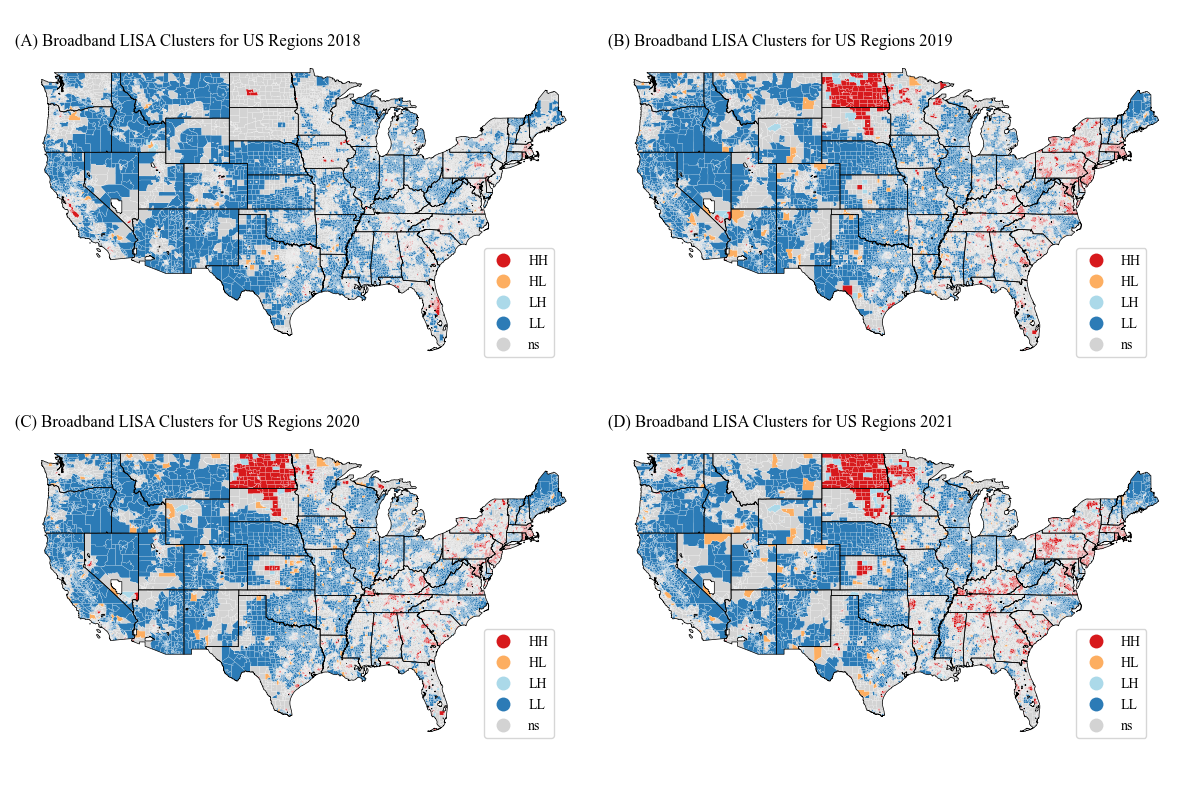 (A) Broadband LISA Clusters for US Regions 2018
HH
HL
LH
LL
ns
(B) Broadband LISA Clusters for US Regions 2019
HH
HL
LH
LL
ns
(C) Broadband LISA Clusters for US Regions 2020
HH
HL
LH
LL
ns
(D) Broadband LISA Clusters for US Regions 2021
HH
HL
LH
LL
ns